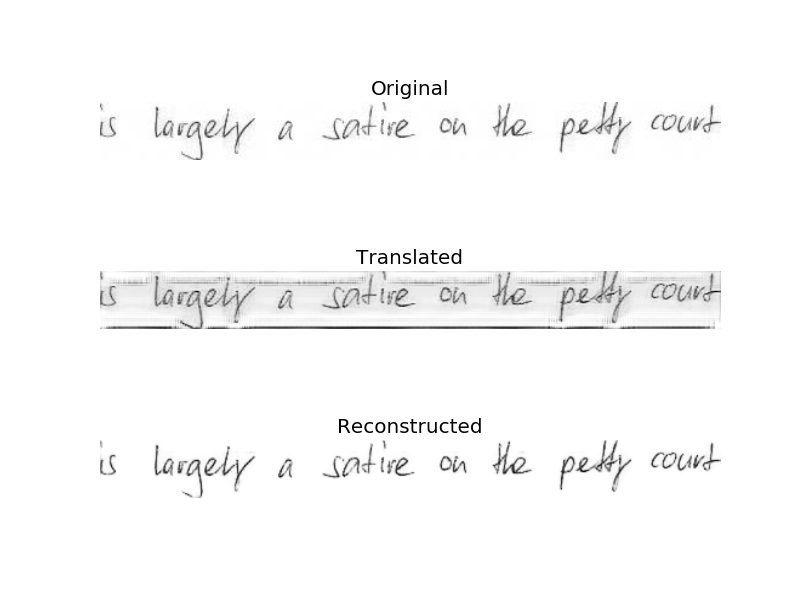 Original
is largely a satire on the petty court
Translated
is largely a satire on the petty court
Reconstructed
is largely a satire on the petty court